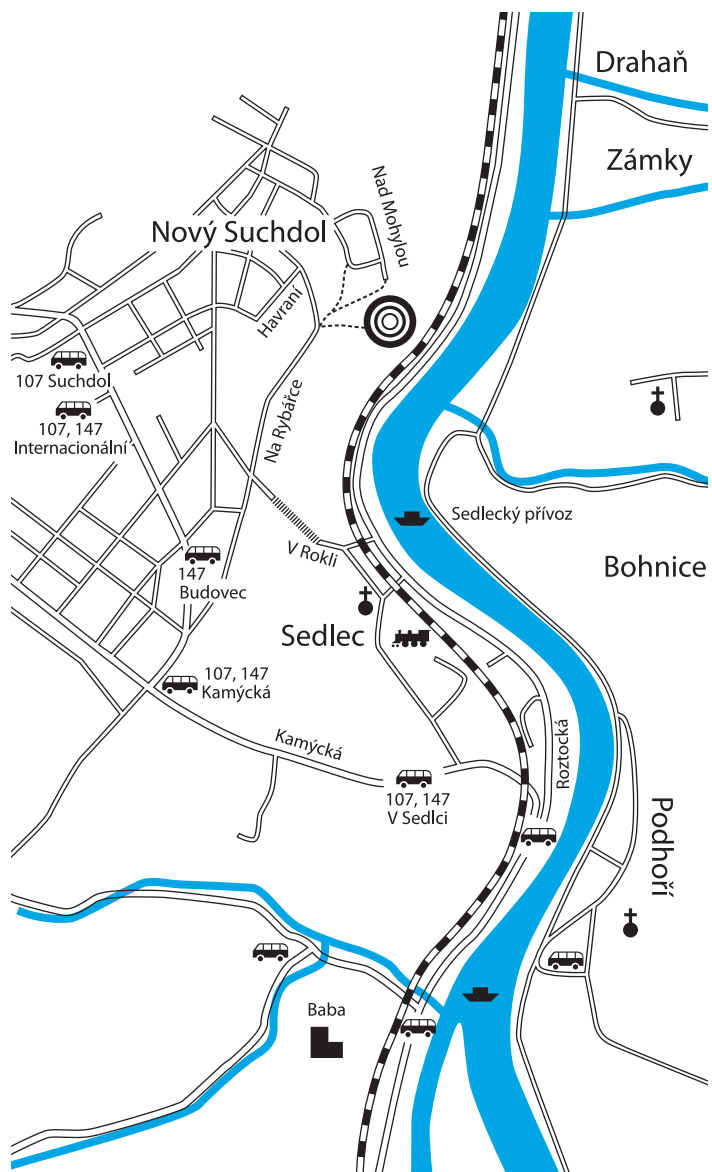 Drahaň
Zámky
Nad Mohylou
Nový Suchdol
Havraní
107 Suchdol
107, 147
Internacionální
Na Rybářce
Sedlecký přívoz
V Rokli
147
Budovec
Bohnice
Sedlec
107, 147
Kamýcká
Kamýcká
Roztocká
107, 147
V Sedlci
Podhoří
Baba